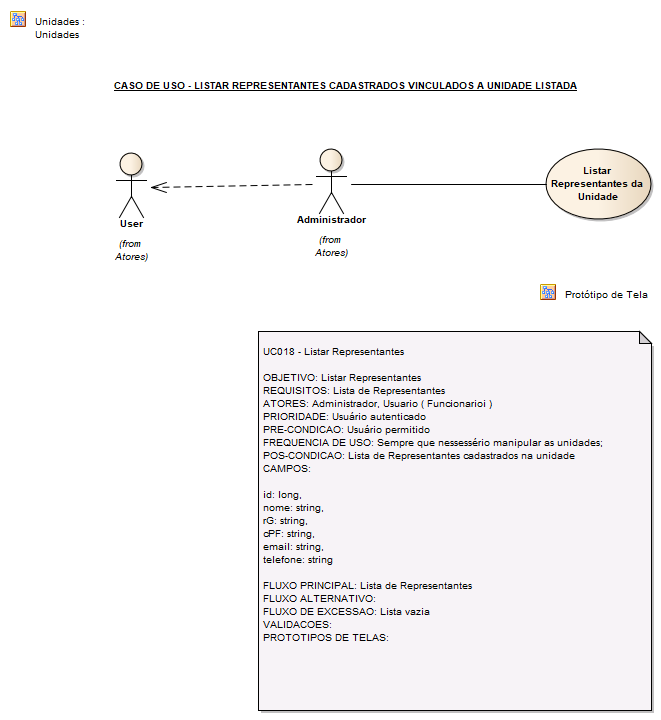 Unidades :
Unidades
CASO DE USO - LISTAR REPRESENTANTES CADASTRADOS VINCULADOS A UNIDADE LISTADA
User
(from
Atores)
Administrador
(from
Atores)
Listar
Representantes da
Unidade
Protótipo de Tela
UC018 - Listar Representantes
OBJETIVO: Listar Representantes
REQUISITOS: Lista de Representantes
ATORES: Administrador, Usuario ( Funcionarioi )
PRIORIDADE: Usuário autenticado
PRE-CONDICAO: Usuário permitido
FREQUENCIA DE USO: Sempre que nessessério manipular as unidades;
POS-CONDICAO: Lista de Representantes cadastrados na unidade
CAMPOS:
id: long,
nome: string,
rG: string,
cPF: string,
email: string,
telefone: string
FLUXO PRINCIPAL: Lista de Representantes
FLUXO ALTERNATIVO:
FLUXO DE EXCESSAO: Lista vazia
VALIDACOES:
PROTOTIPOS DE TELAS: